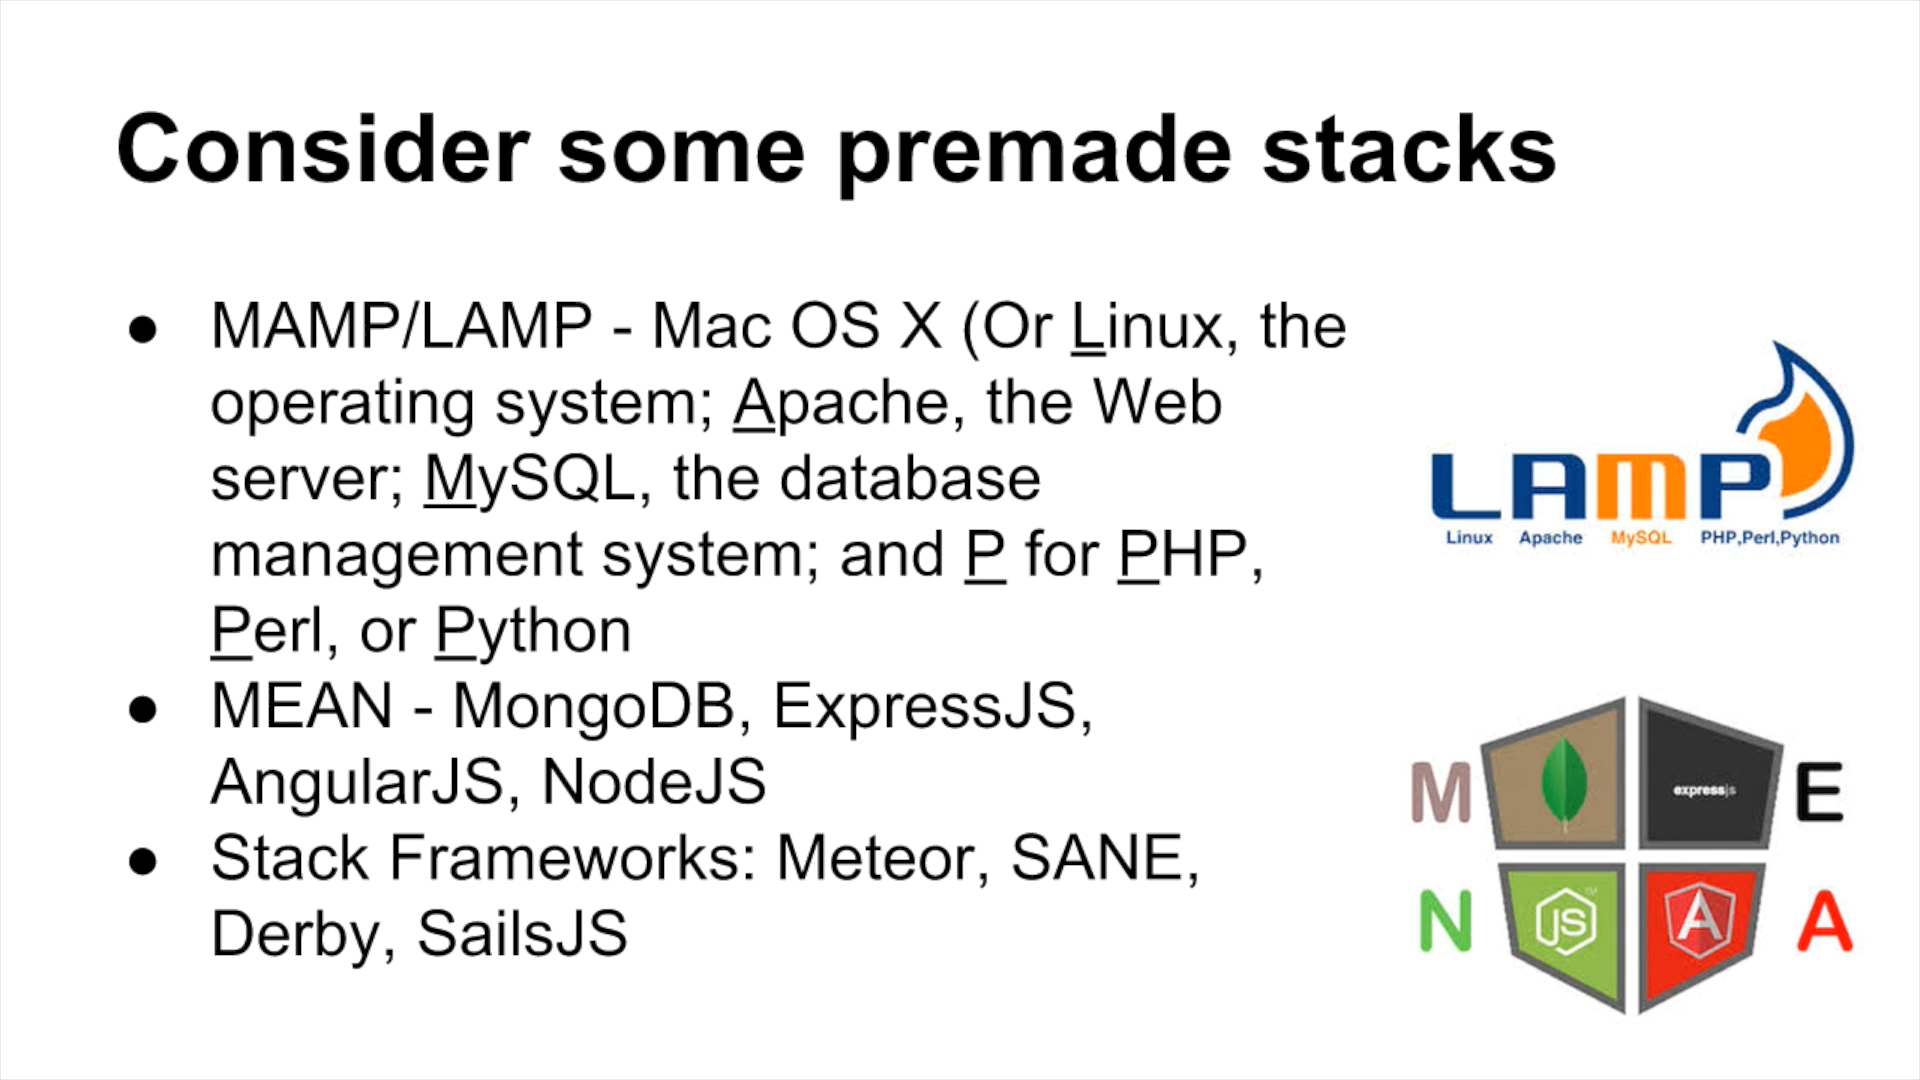 Consider some premade stacks
● MAMP/LAMP - Mac OS X (Or Linux, the
operating system; Apache, the Web
server; MySQL, the database
management system; and P for PHP,
Perl, or Python
● MEAN - MongoDB, ExpressJS,
AngularJS, NodeJS
● Stack Frameworks: Meteor, SANE,
Derby, SailsJS
LAMP
Linux Apache MySQL PHP,Perl,Python
M expressjs E
N JS TM A A